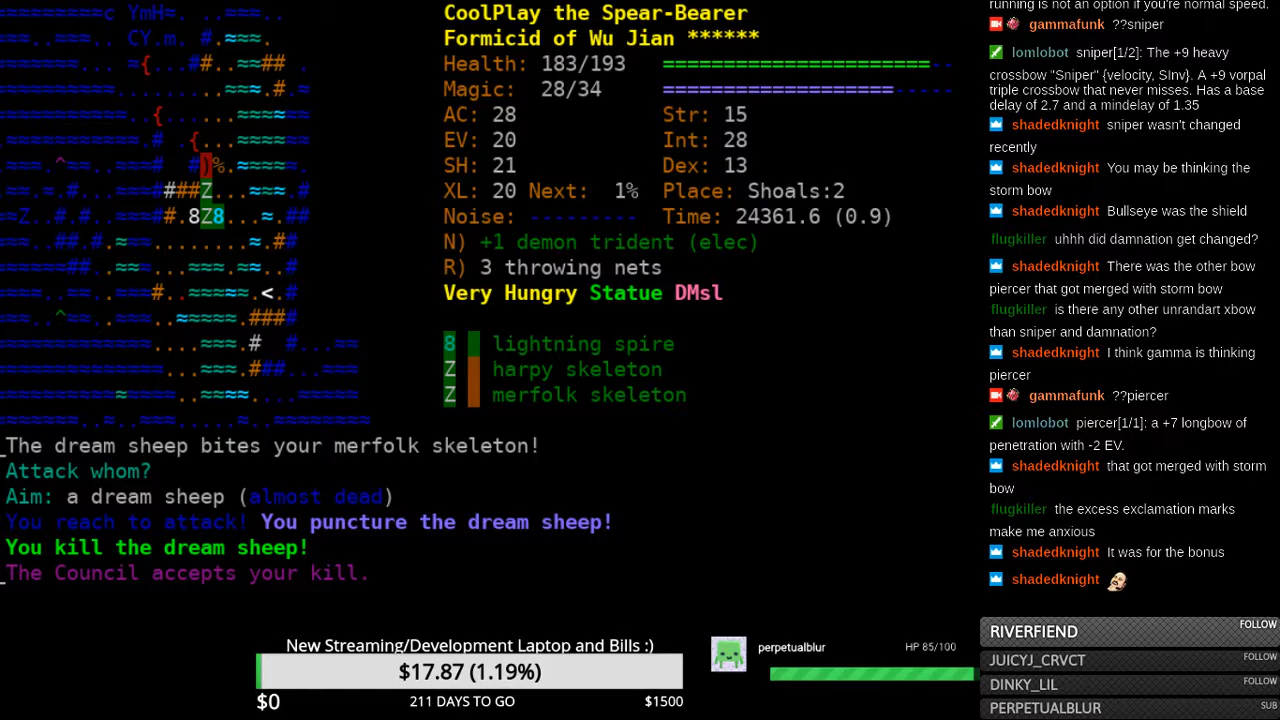 CoolPlay the Spear-Bearer
Formicid of Wu Jian ******
Health: 183/193
Magic: 28/34
AC: 28 Str: 15
EV: 20 Int: 28
SH: 21 Dex: 13
XL: 20 Next: 1% Place: Shoals:2
Noise: --------- Time: 24361.6 (0.9)
N) +1 demon trident (elec)
R) 3 throwing nets
Very Hungry Statue DMsl
8 lightning spire
Z harpy skeleton
Z merfolk skeleton
_The dream sheep bites your merfolk skeleton!
Attack whom?
Aim: a dream sheep (almost dead)
You reach to attack! You puncture the dream sheep!
You kill the dream sheep!
_The Council accepts your kill.
New Streaming/Development Laptop and Bills :)
$17.87 (1.19%)
$0 211 DAYS TO GO $1500
perpetualblur HP 85/100
running is not an option if you're normal speed.
gammafunk ??sniper
lomlobot sniper[1/2]: The +9 heavy
crossbow "Sniper" {velocity, SInv}. A +9 vorpal
triple crossbow that never misses. Has a base
delay of 2.7 and a mindelay of 1.35
shadedknight sniper wasn't changed
recently
shadedknight You may be thinking the
storm bow
shadedknight Bullseye was the shield
flugkiller uhhh did damnation get changed?
shadedknight There was the other bow
piercer that got merged with storm bow
flugkiller is there any other unrandart xbow
than sniper and damnation?
shadedknight I think gamma is thinking
piercer
gammafunk ??piercer
lomlobot piercer[1/1]: a +7 longbow of
penetration with -2 EV.
shadedknight that got merged with storm
bow
flugkiller the excess exclamation marks
make me anxious
shadedknight It was for the bonus
shadedknight
RIVERFIEND FOLLOW
JUICYJ_CRVCT FOLLOW
DINKY_LIL FOLLOW
PERPETUALBLUR SUB